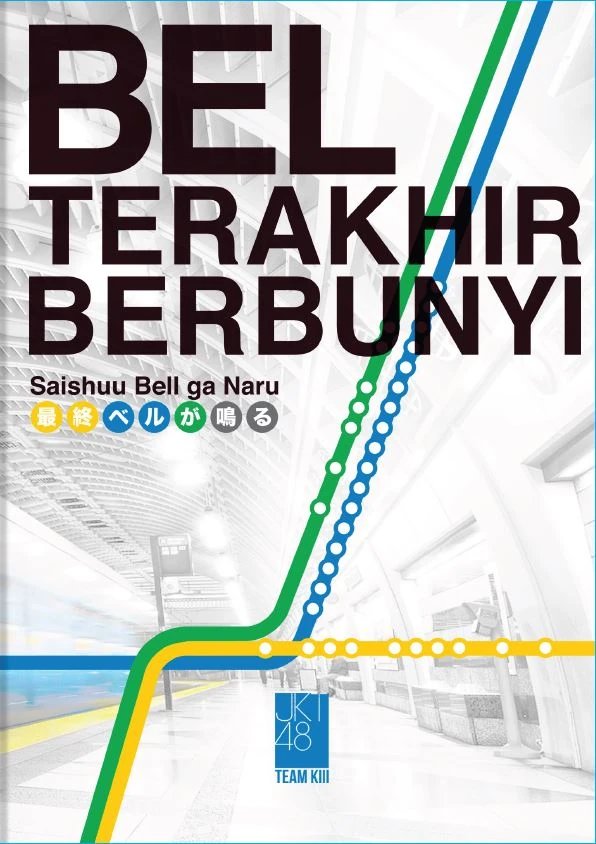 BEL
TERAKHIR
BERBUNYI
Saishuu Bell ga Naru
最終ベルが鳴る
JKT
48
TEAM KIII